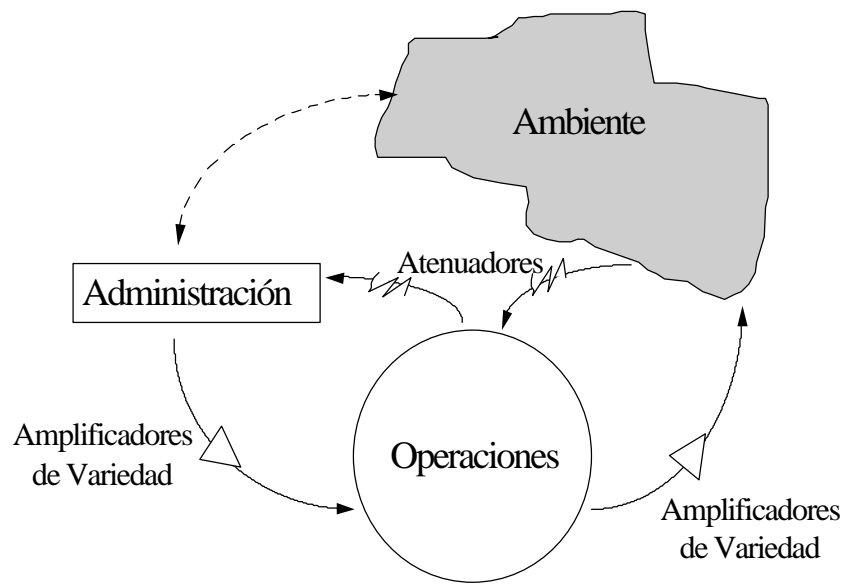 Ambiente
Atenuadores
Administración
Amplificadores
de Variedad
Operaciones
Amplificadores
de Variedad